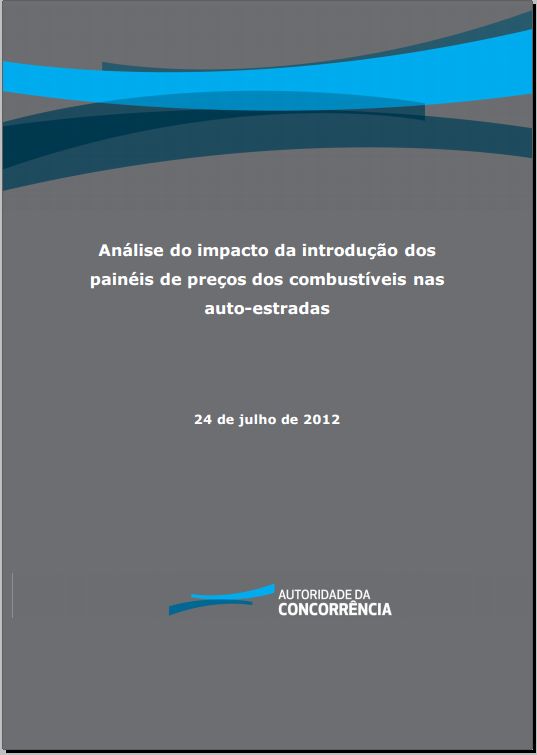 Análise do impacto da introdução dos
painéis de preços dos combustíveis nas
auto-estradas
24 de julho de 2012
AUTORIDADE DA
CONCORRÊNCIA